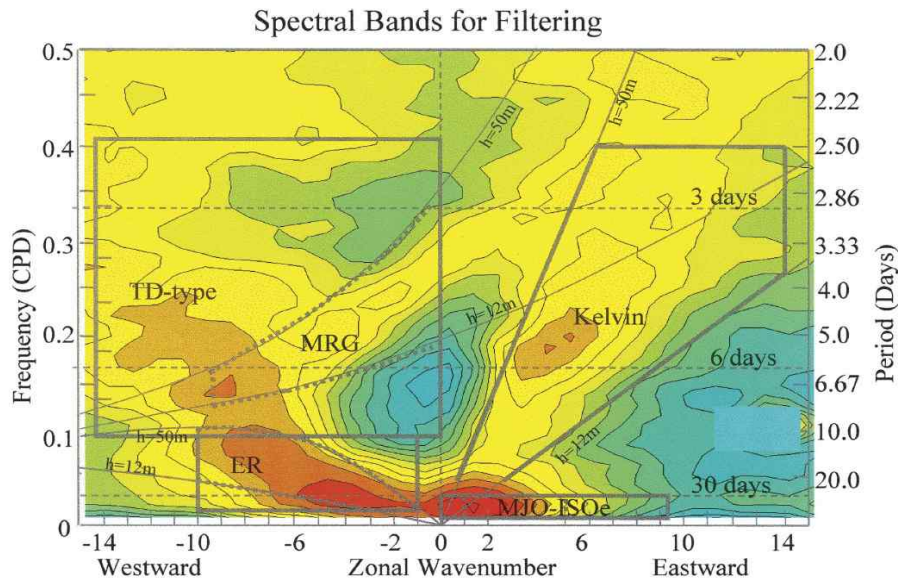 Spectral Bands for Filtering
Frequency (CPD)
0.5
0.4
0.3
0.2
0.1
0
2.0
2.22
2.50
2.86
3.33
4.0
5.0
6.67
10.0
20.0
Period (Days)
h=50m
h=50m
3 days
TD-type
h=12m
Kelvin
MRG
6 days
h=50m
h=12m
h=12m
ER
30 days
MJO-ISOe
-14 -10 -6 -2 0 2 6 10 14
Westward Zonal Wavenumber Eastward